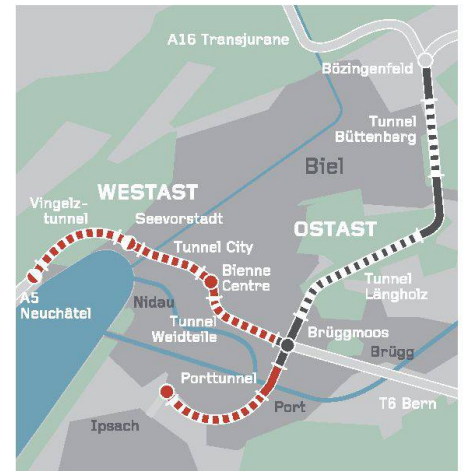 A16 Transjurane
Bözingenfeld
Tunnel
Büttenberg
Biel
WESTAST
Vingelz-
tunnel
Seevorstadt
OSTAST
Tunnel City
Bienne
Centre
Tunnel
Längholz
A5
Neuchâtel
Nidau
Tunnel
Weidteile
Brüggmoos
Brügg
Porttunnel
Port
T6 Bern
Ipsach